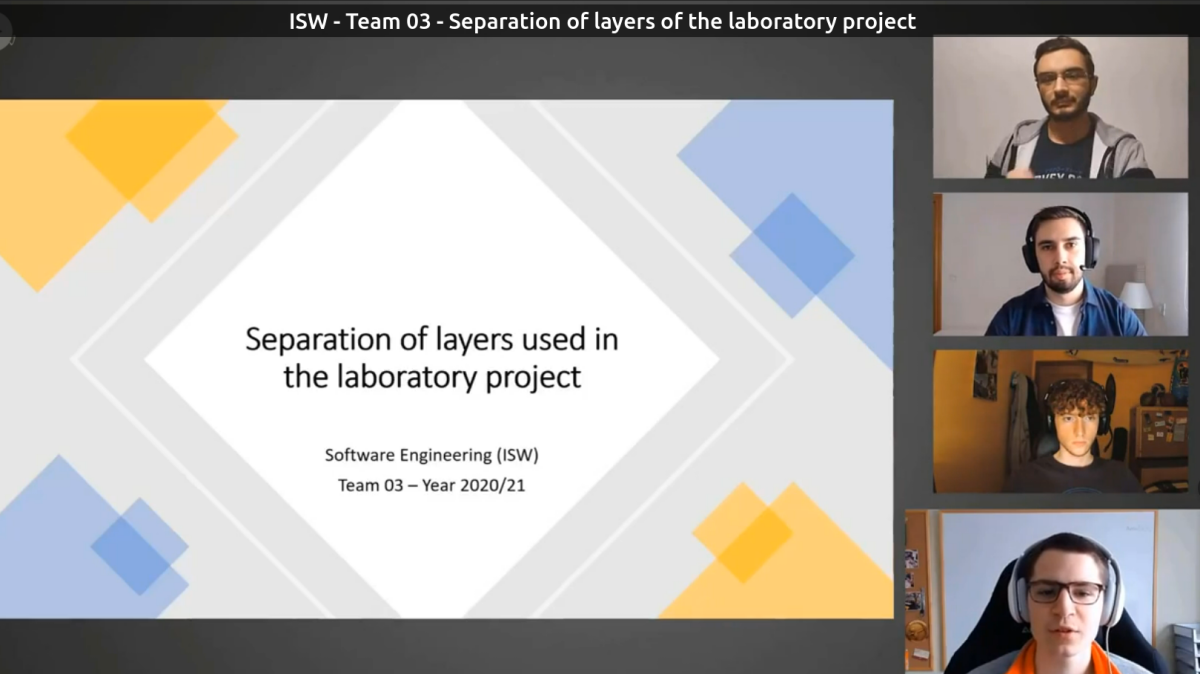 ISW - Team 03 - Separation of layers of the laboratory project
Separation of layers used in
the laboratory project
Software Engineering (ISW)
Team 03 – Year 2020/21